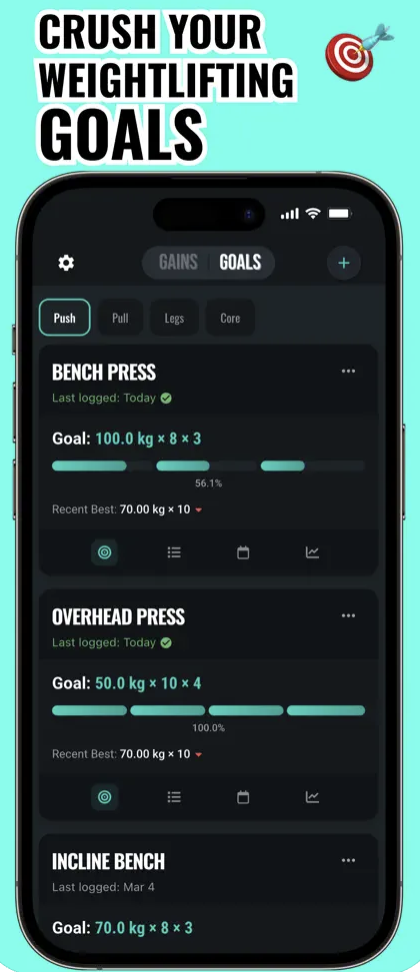 CRUSH YOUR
WEIGHTLIFTING
GOALS
GAINS GOALS
Push Pull Legs Core
BENCH PRESS
Last logged: Today
Goal: 100.0 kg × 8 × 3
56.1%
Recent Best: 70.00 kg × 10
OVERHEAD PRESS
Last logged: Today
Goal: 50.0 kg × 10 × 4
100.0%
Recent Best: 70.00 kg × 10
INCLINE BENCH
Last logged: Mar 4
Goal: 70.0 kg × 8 × 3